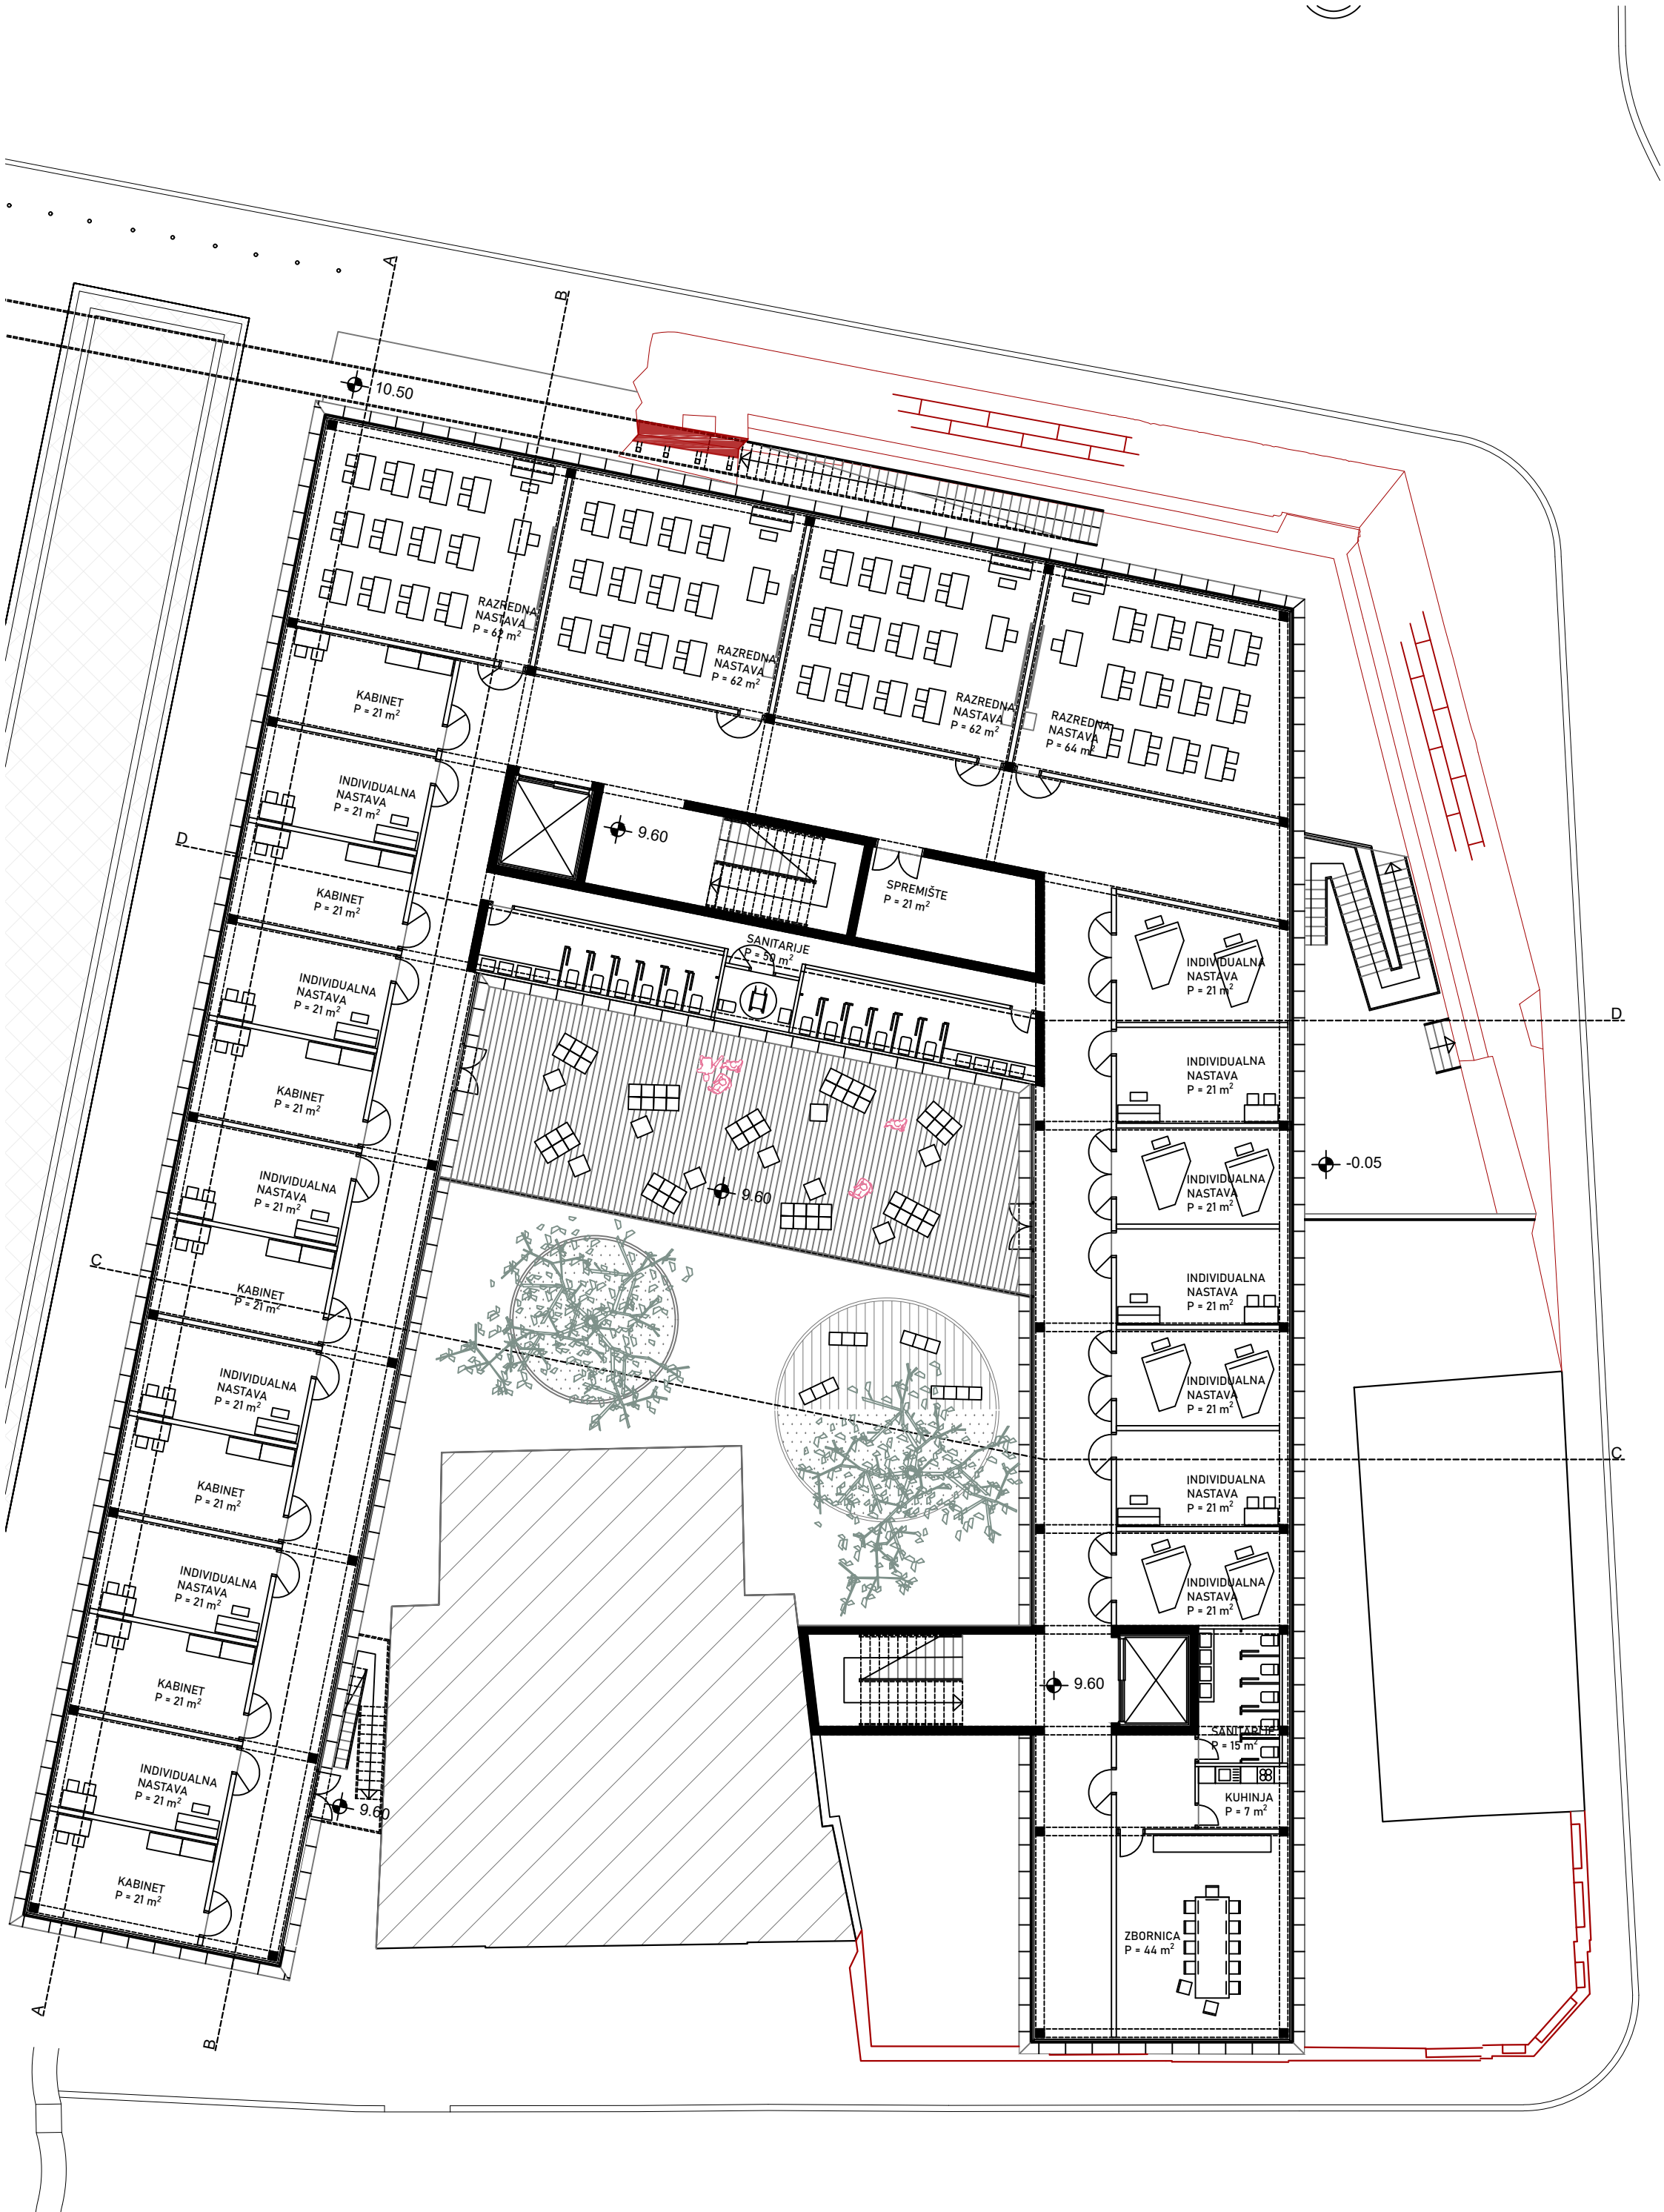 A
B
10.50
RAZREDNA
NASTAVA
P = 62 m²
RAZREDNA
NASTAVA
P = 62 m²
RAZREDNA
NASTAVA
P = 62 m²
RAZREDNA
NASTAVA
P = 64 m²
KABINET
P = 21 m²
INDIVIDUALNA
NASTAVA
P = 21 m²
D
9.60
KABINET
P = 21 m²
SPREMIŠTE
P = 21 m²
SANITARIJE
P = 50 m²
INDIVIDUALNA
NASTAVA
P = 21 m²
INDIVIDUALNA
NASTAVA
P = 21 m²
D
KABINET
P = 21 m²
INDIVIDUALNA
NASTAVA
P = 21 m²
INDIVIDUALNA
NASTAVA
P = 21 m²
9.60
INDIVIDUALNA
NASTAVA
P = 21 m²
-0.05
C
KABINET
P = 21 m²
INDIVIDUALNA
NASTAVA
P = 21 m²
INDIVIDUALNA
NASTAVA
P = 21 m²
INDIVIDUALNA
NASTAVA
P = 21 m²
C
KABINET
P = 21 m²
INDIVIDUALNA
NASTAVA
P = 21 m²
INDIVIDUALNA
NASTAVA
P = 21 m²
INDIVIDUALNA
NASTAVA
P = 21 m²
KABINET
P = 21 m²
9.60
SANITARIJE
P = 15 m²
INDIVIDUALNA
NASTAVA
P = 21 m²
9.60
KUHINJA
P = 7 m²
KABINET
P = 21 m²
ZBORNICA
P = 44 m²
A
B